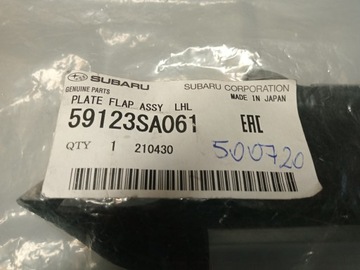 SUBARU
GENUINE PARTS
SUBARU CORPORATION
MADE IN JAPAN
PLATE FLAP ASSY LHL
59123SA061
EAC
QTY 1 210430
500720